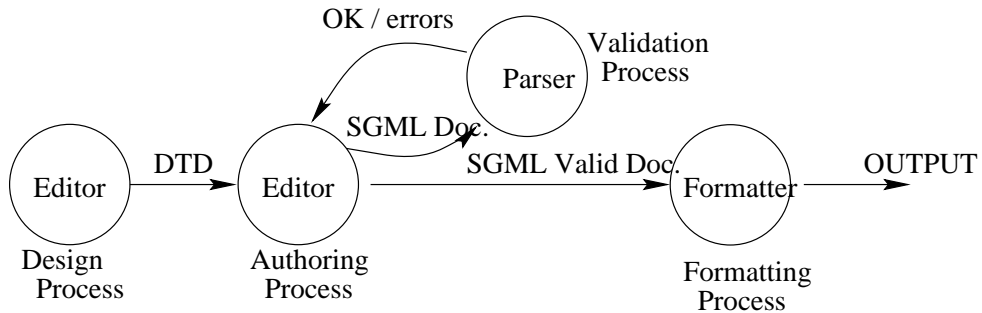 OK / errors
Validation
Process
Parser
SGML Doc.
DTD
SGML Valid Doc.
OUTPUT
Editor
Editor
Formatter
Design
Process
Authoring
Process
Formatting
Process